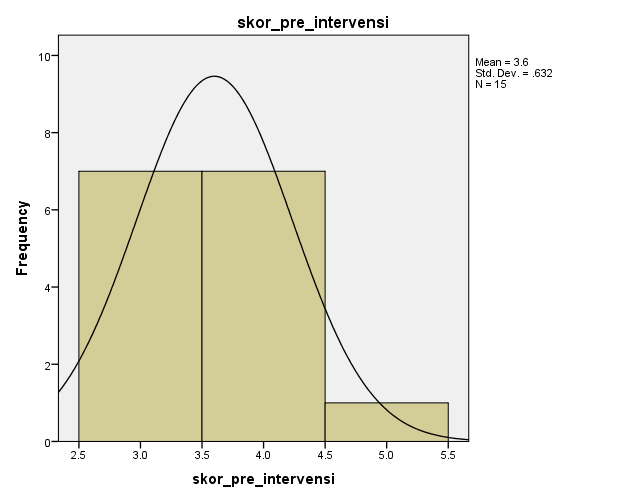 skor_pre_intervensi
Mean = 3.6
Std. Dev. = .632
N = 15
Frequency
10
8
6
4
2
0
2.5 3.0 3.5 4.0 4.5 5.0 5.5
skor_pre_intervensi